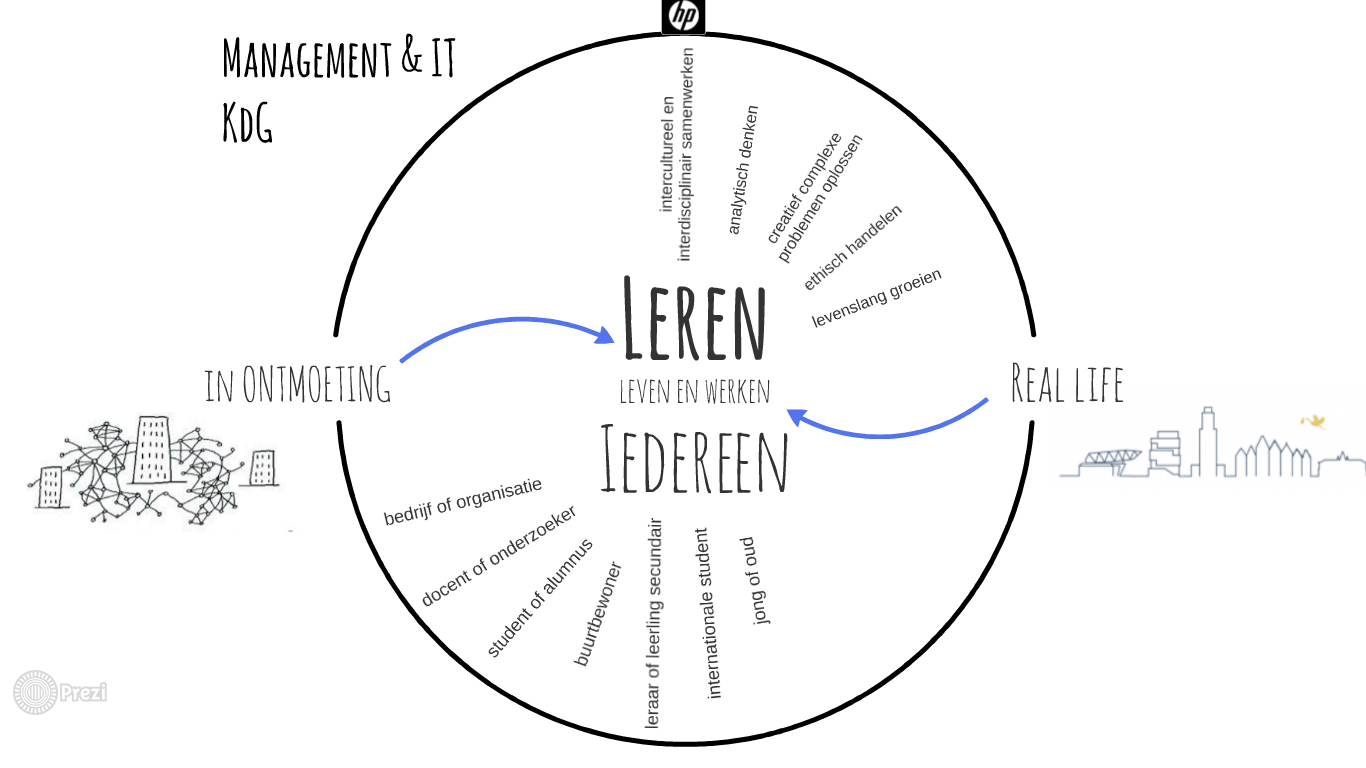 hp
Management & IT
KdG
intercultureel en
interdisciplinair samenwerken
analytisch denken
creatief complexe
problemen oplossen
ethisch handelen
levenslang groeien
Leren
leven en werken
Iedereen
in ontmoeting
Real life
bedrijf of organisatie
docent of onderzoeker
student of alumnus
buurtbewoner
leraar of leerling secundair
internationale student
jong of oud
Prezi